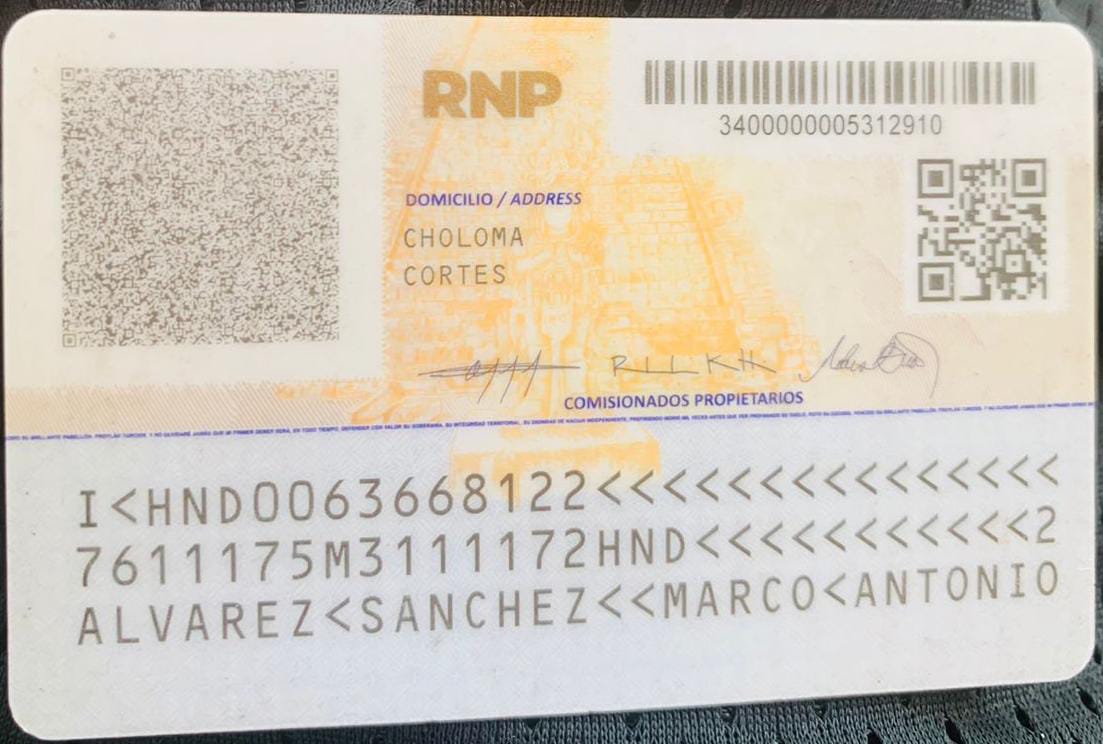 RNP
3400000005312910
DOMICILIO / ADDRESS
CHOLOMA
CORTES
COMISIONADOS PROPIETARIOS
I<HND0063668122<<<<<<<<<<<<<<<
7611175M3111172HND<<<<<<<<<<<2
ALVAREZ<SANCHEZ<<MARCO<ANTONIO